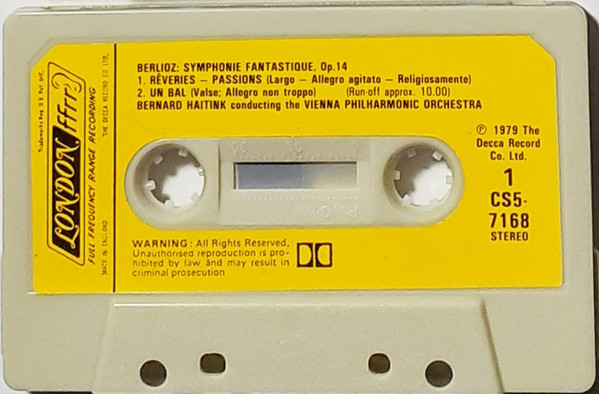 BERLIOZ: SYMPHONIE FANTASTIQUE, Op.14
1. RÊVERIES — PASSIONS (Largo — Allegro agitato — Religiosamente)
2. UN BAL (Valse; Allegro non troppo) (Run-off approx. 10.00)
BERNARD HAITINK conducting the VIENNA PHILHARMONIC ORCHESTRA
℗ 1979 The
Decca Record
Co. Ltd.
1
CS5-
7168
STEREO
WARNING: All Rights Reserved,
Unauthorised reproduction is pro-
hibited by law and may result in
criminal prosecution
LONDON ffrr
FULL FREQUENCY RANGE RECORDING
THE DECCA RECORD CO LTD.
MADE IN ENGLAND